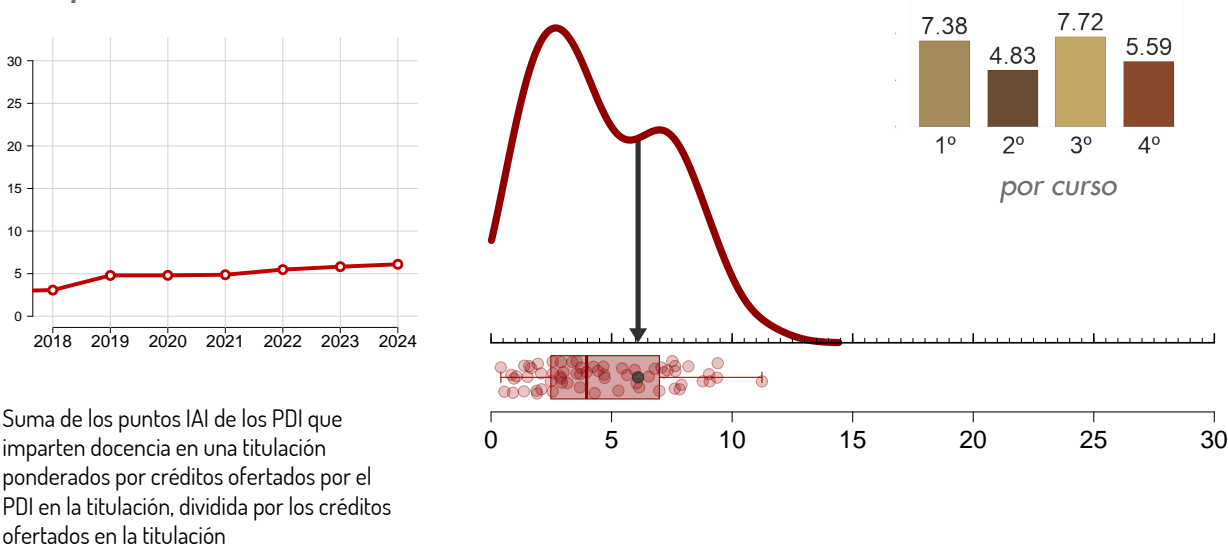 30
25
20
15
10
5
0
2018 2019 2020 2021 2022 2023 2024
Suma de los puntos IAI de los PDI que
imparten docencia en una titulación
ponderados por créditos ofertados por el
PDI en la titulación, dividida por los créditos
ofertados en la titulación
7.38 4.83 7.72 5.59
1º 2º 3º 4º
por curso
0 5 10 15 20 25 30